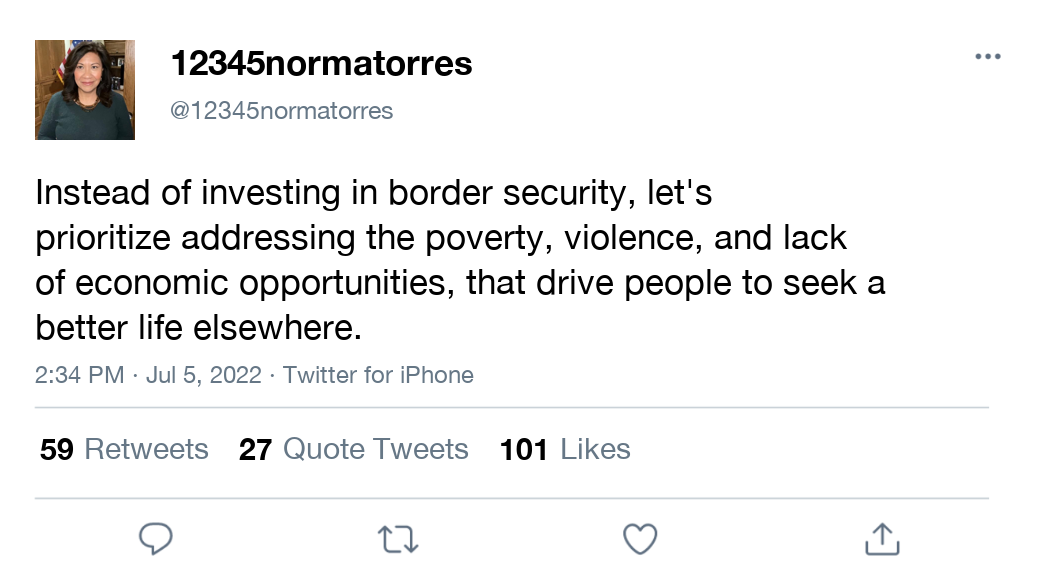 12345normatorres
@12345normatorres
Instead of investing in border security, let's
prioritize addressing the poverty, violence, and lack
of economic opportunities, that drive people to seek a
better life elsewhere.
2:34 PM · Jul 5, 2022 · Twitter for iPhone
59 Retweets 27 Quote Tweets 101 Likes